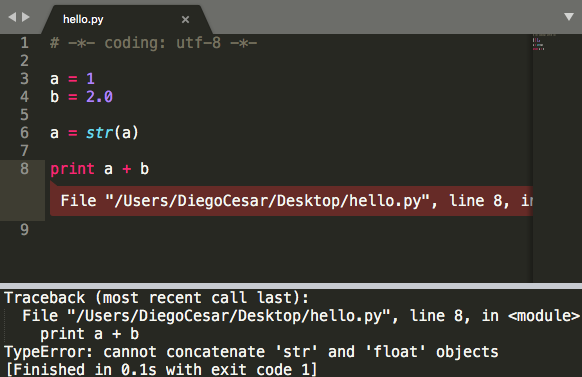 hello.py ×
1 # -*- coding: utf-8 -*-
2
3 a = 1
4 b = 2.0
5
6 a = str(a)
7
8 print a + b
File "/Users/DiegoCesar/Desktop/hello.py", line 8, in
9
Traceback (most recent call last):
File "/Users/DiegoCesar/Desktop/hello.py", line 8, in <module>
print a + b
TypeError: cannot concatenate 'str' and 'float' objects
[Finished in 0.1s with exit code 1]